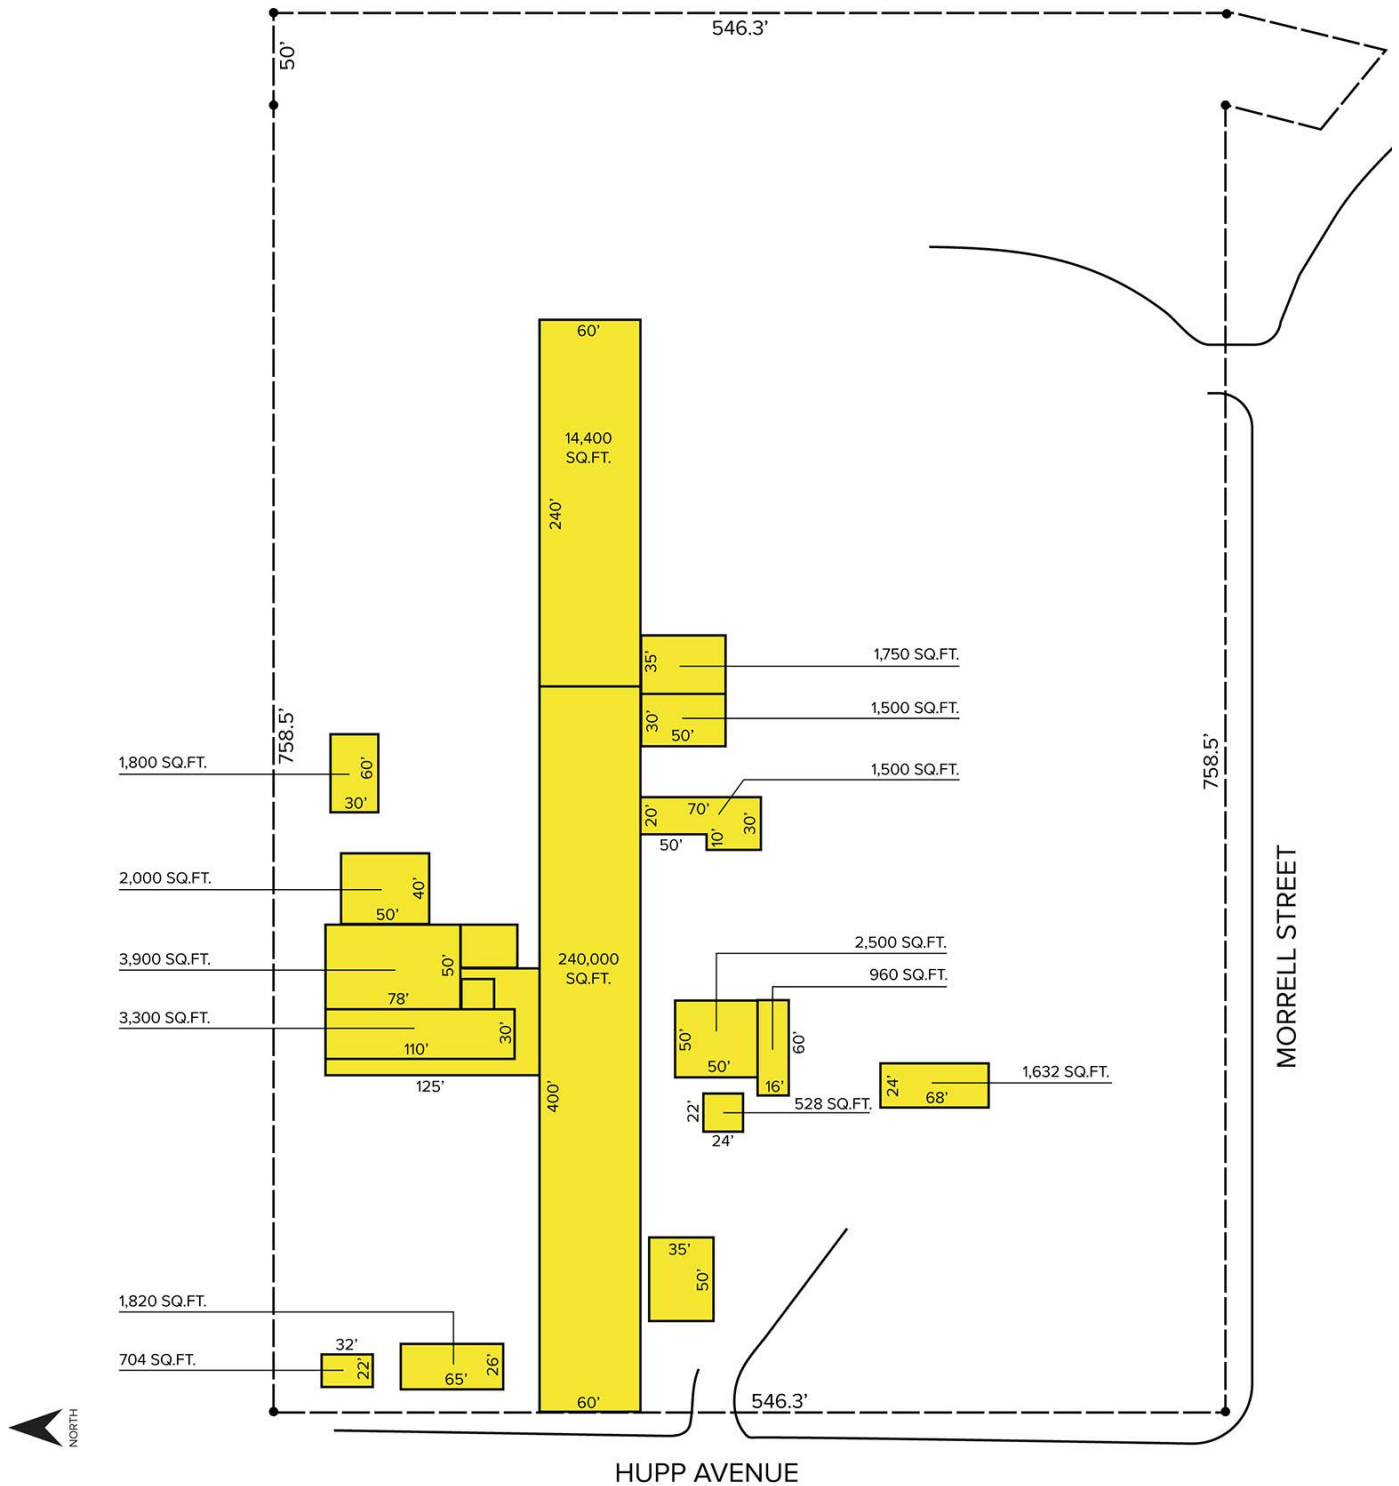 546.3’
50’
60’
14,400
SQ.FT.
240’
35’
1,750 SQ.FT.
30’
50’
1,500 SQ.FT.
758.5’
758.5’
1,800 SQ.FT.
60’
30’
1,500 SQ.FT.
20’
70’
30’
10’
50’
2,000 SQ.FT.
40’
50’
3,900 SQ.FT.
50’
78’
240,000
SQ.FT.
2,500 SQ.FT.
960 SQ.FT.
3,300 SQ.FT.
30’
110’
125’
400’
50’
50’
60’
16’
24’
68’
1,632 SQ.FT.
22’
24’
528 SQ.FT.
MORRELL STREET
35’
50’
1,820 SQ.FT.
32’
704 SQ.FT.
22’
65’
26’
60’
546.3’
NORTH
HUPP AVENUE